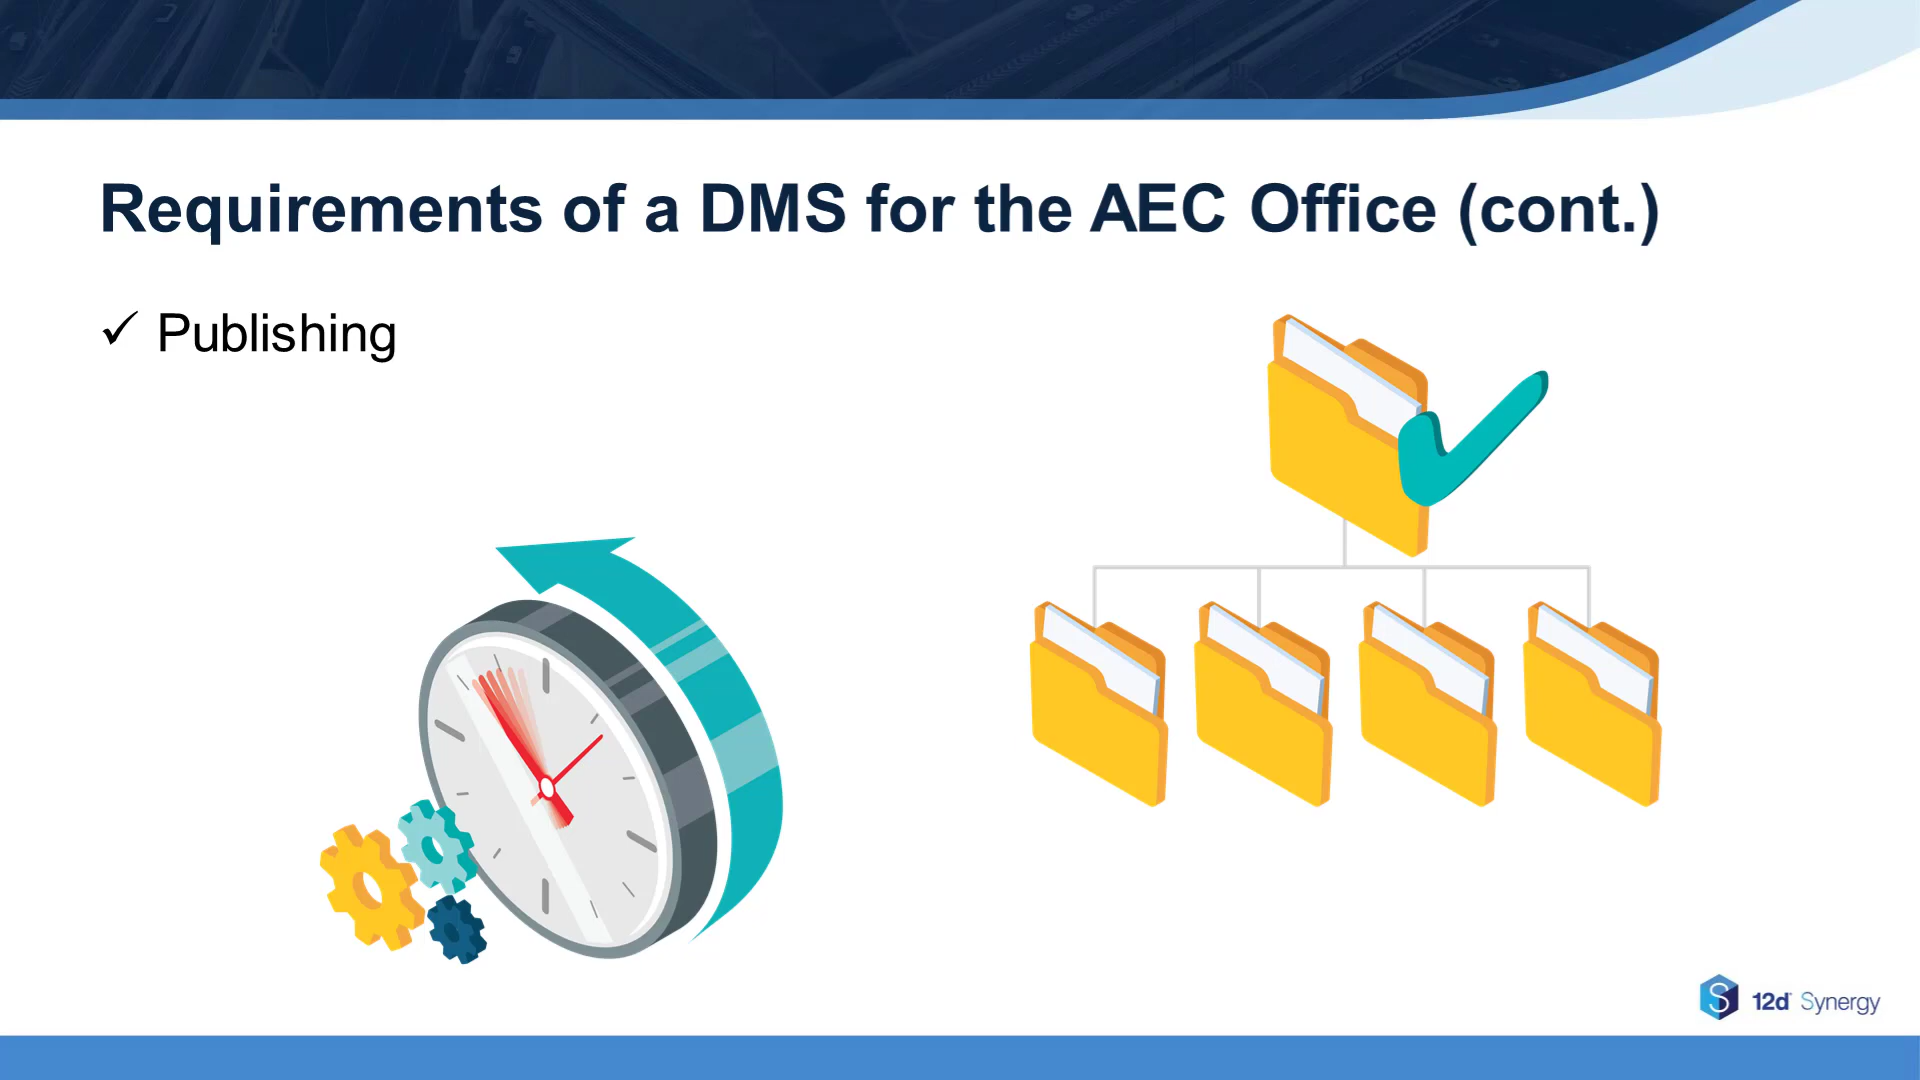 Requirements of a DMS for the AEC Office (cont.)
✓ Publishing
12d Synergy